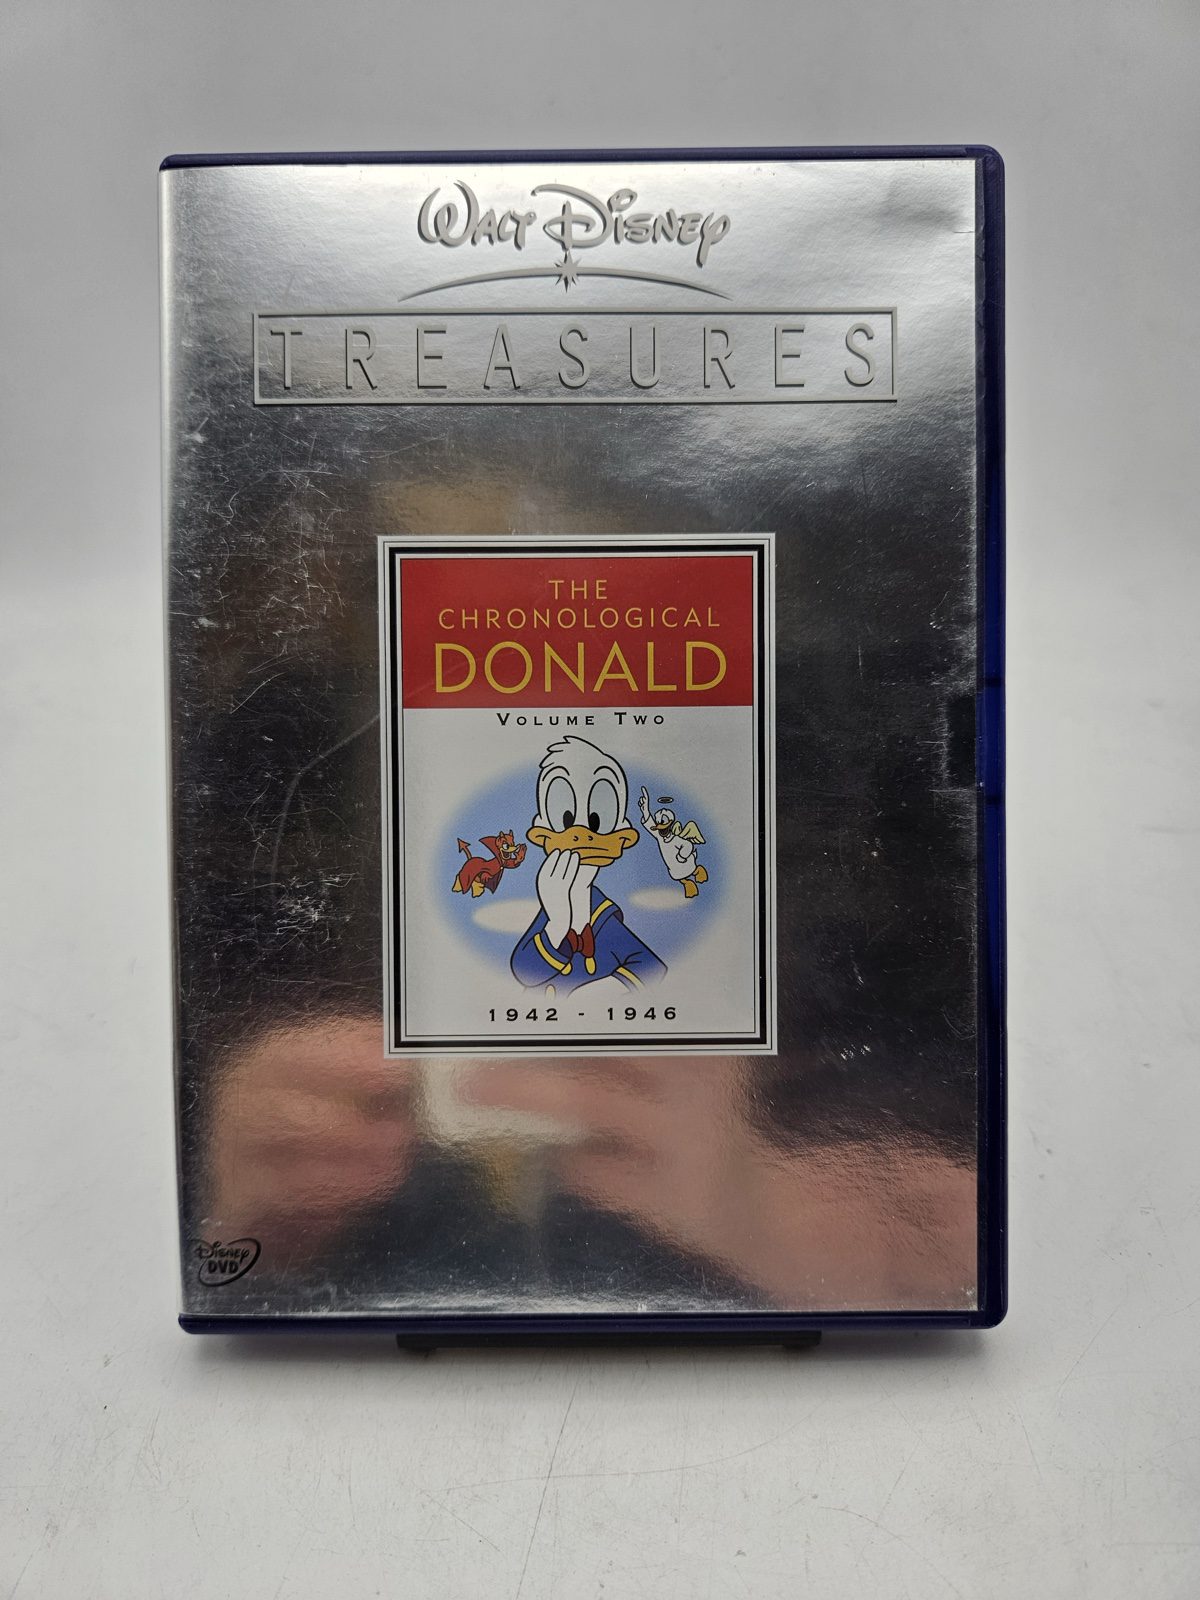 Walt Disney
TREASURES
THE
CHRONOLOGICAL
DONALD
VOLUME TWO
1942 - 1946
Disney
DVD